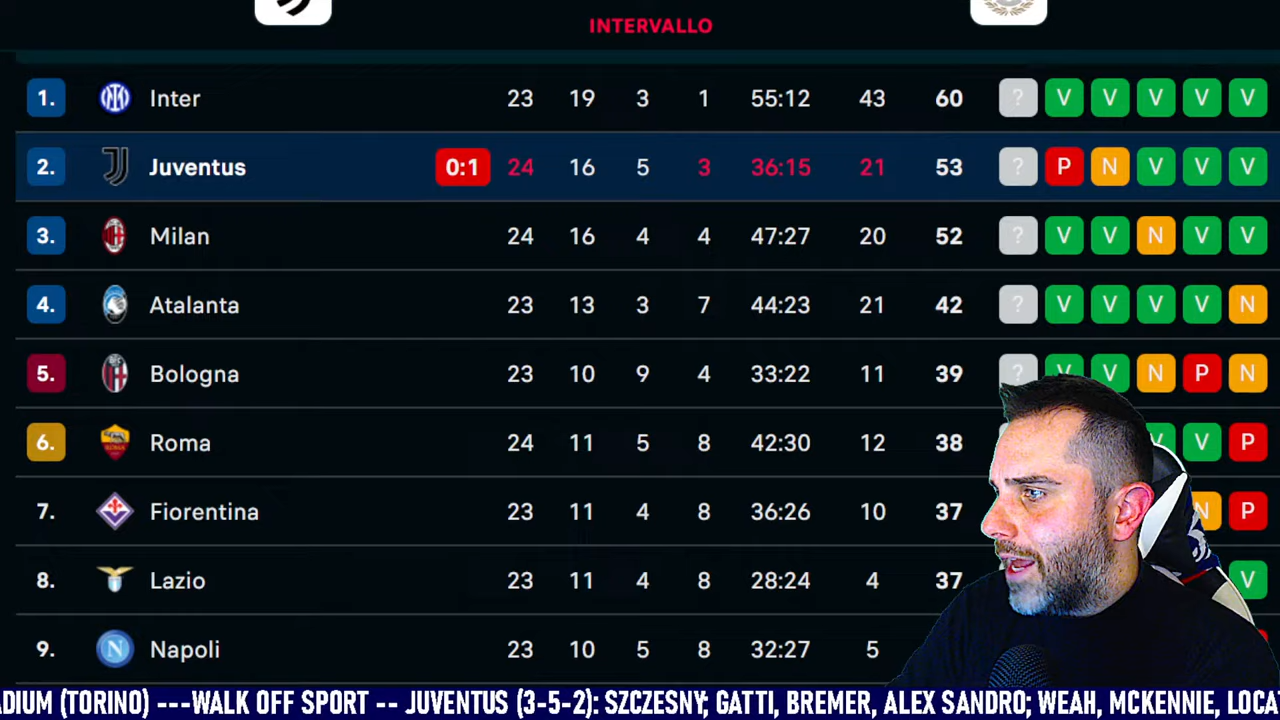 INTERVALLO
1. Inter 23 19 3 1 55:12 43 60 ? V V V V V
2. Juventus 0:1 24 16 5 3 36:15 21 53 ? P N V V V
3. Milan 24 16 4 4 47:27 20 52 ? V V N V V
4. Atalanta 23 13 3 7 44:23 21 42 ? V V V V N
5. Bologna 23 10 9 4 33:22 11 39 ? V V N P N
6. Roma 24 11 5 8 42:30 12 38 V V P
7. Fiorentina 23 11 4 8 36:26 10 37 N P
8. Lazio 23 11 4 8 28:24 4 37 V
9. Napoli 23 10 5 8 32:27 5
ADIUM (TORINO) ---WALK OFF SPORT -- JUVENTUS (3-5-2): SZCZESNY; GATTI, BREMER, ALEX SANDRO; WEAH, MCKENNIE, LOCA